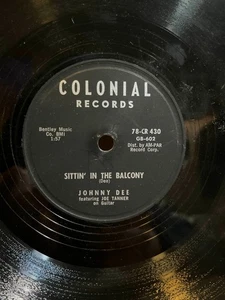 COLONIAL
RECORDS
Bentley Music
Co. BMI
1:57
78-CR 430
GB-602
Dist. by AM-PAR
Record Corp.
SITTIN' IN THE BALCONY
(Dee)
JOHNNY DEE
featuring JOE TANNER
on Guitar